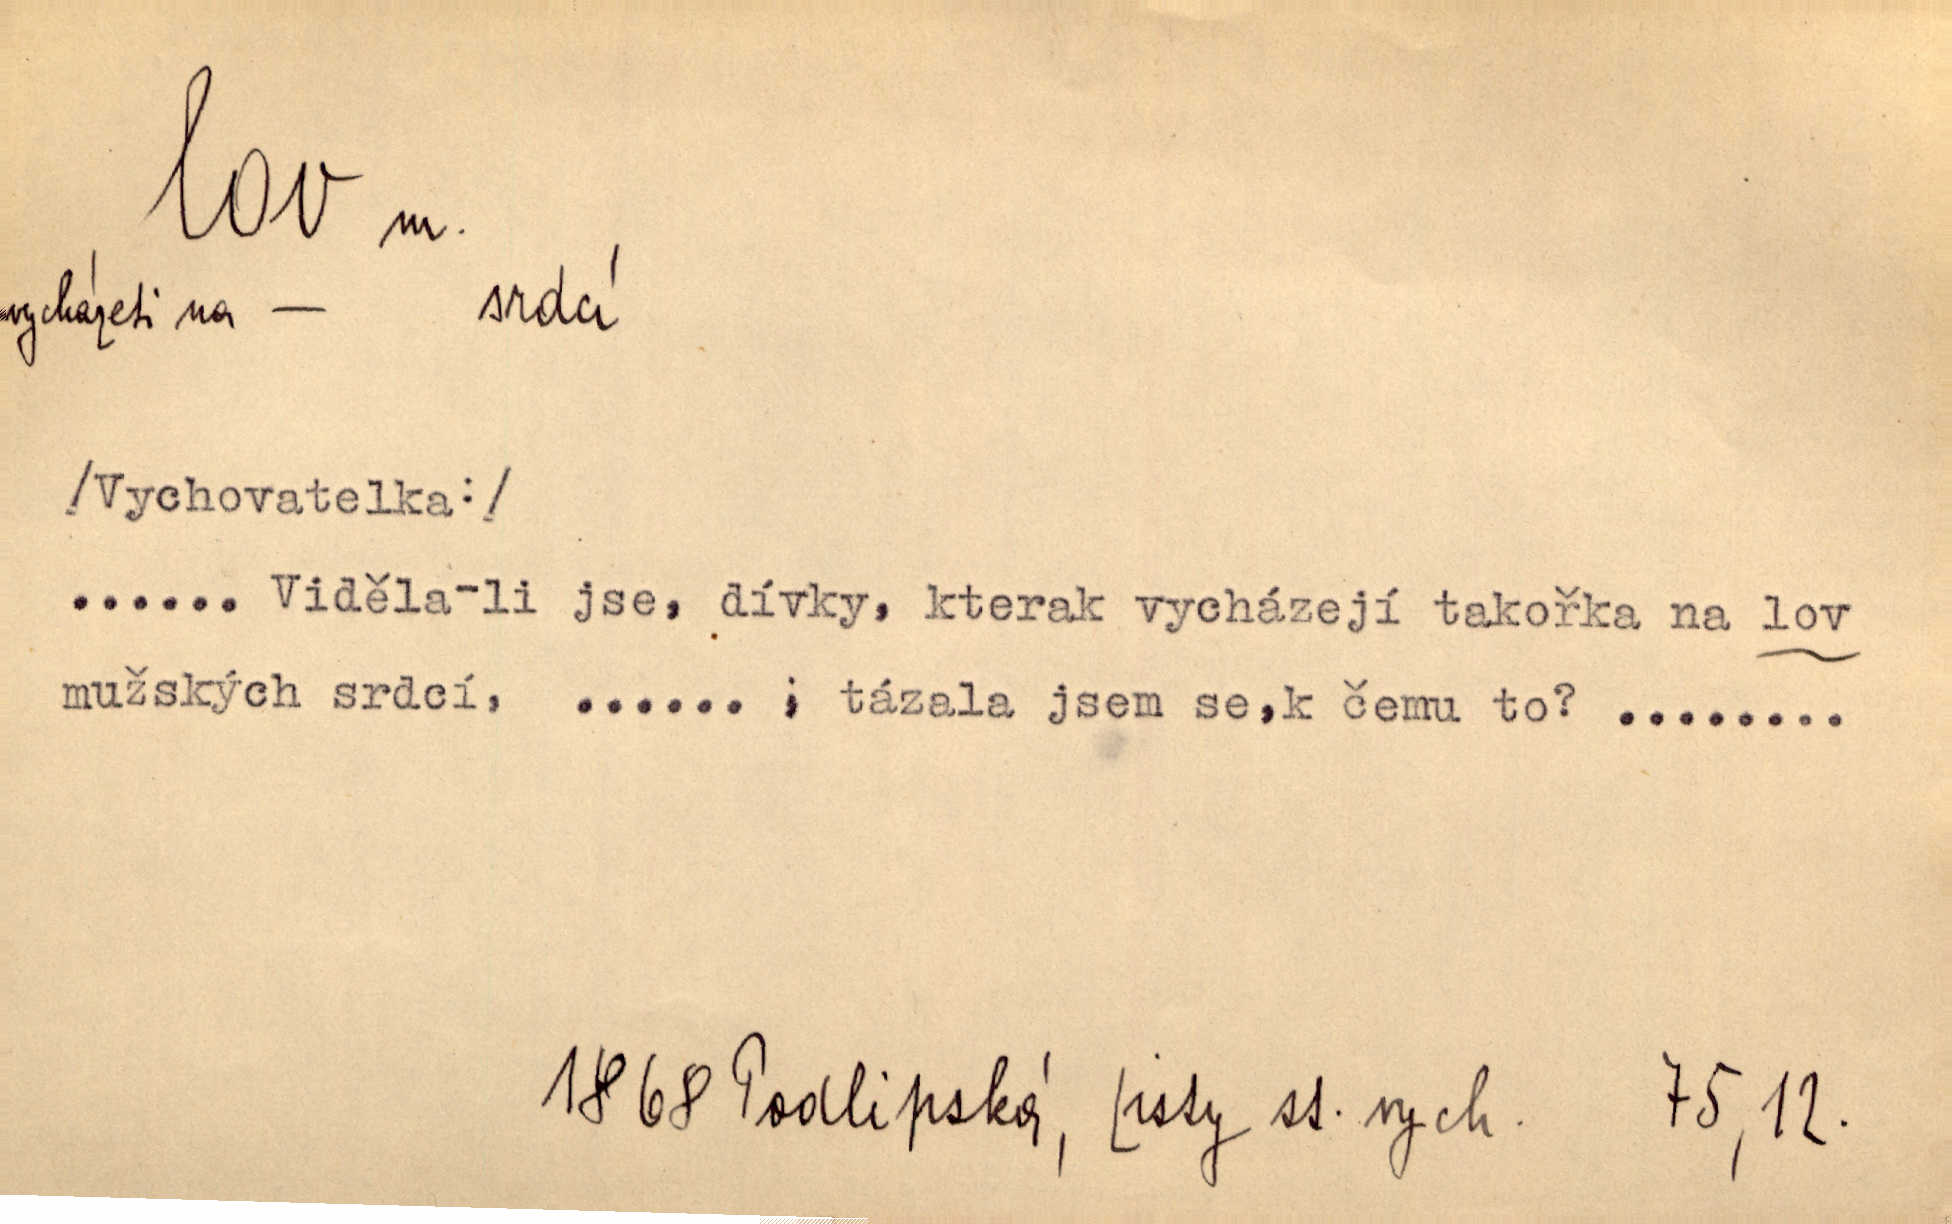 lov m.
vycházeti na — srdcí
/Vychovatelka:/
...... Viděla-li jse, dívky, kterak vycházejí takořka na lov
mužských srdcí, ...... ; tázala jsem se,k čemu to? ........
1868 Podlipská, Listy st. vych. 75,12.